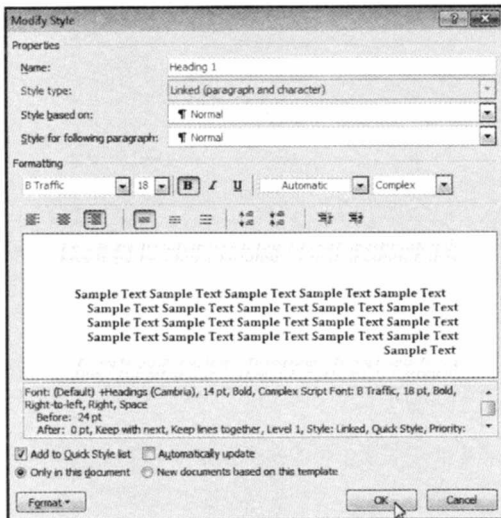 Modify Style
Properties
Name: Heading 1
Style type: Linked (paragraph and character)
Style based on: ¶ Normal
Style for following paragraph: ¶ Normal
Formatting
B Traffic 18 B I U Automatic Complex
Sample Text Sample Text Sample Text Sample Text Sample Text
Sample Text Sample Text Sample Text Sample Text Sample Text
Sample Text Sample Text Sample Text Sample Text Sample Text
Sample Text Sample Text Sample Text Sample Text Sample Text
Sample Text
Font: (Default) +Headings (Cambria), 14 pt, Bold, Complex Script Font: B Traffic, 18 pt, Bold,
Right-to-left, Right, Space
Before: 24 pt
After: 0 pt, Keep with next, Keep lines together, Level 1, Style: Linked, Quick Style, Priority:
Add to Quick Style list Automatically update
Only in this document New documents based on this template
Format OK Cancel